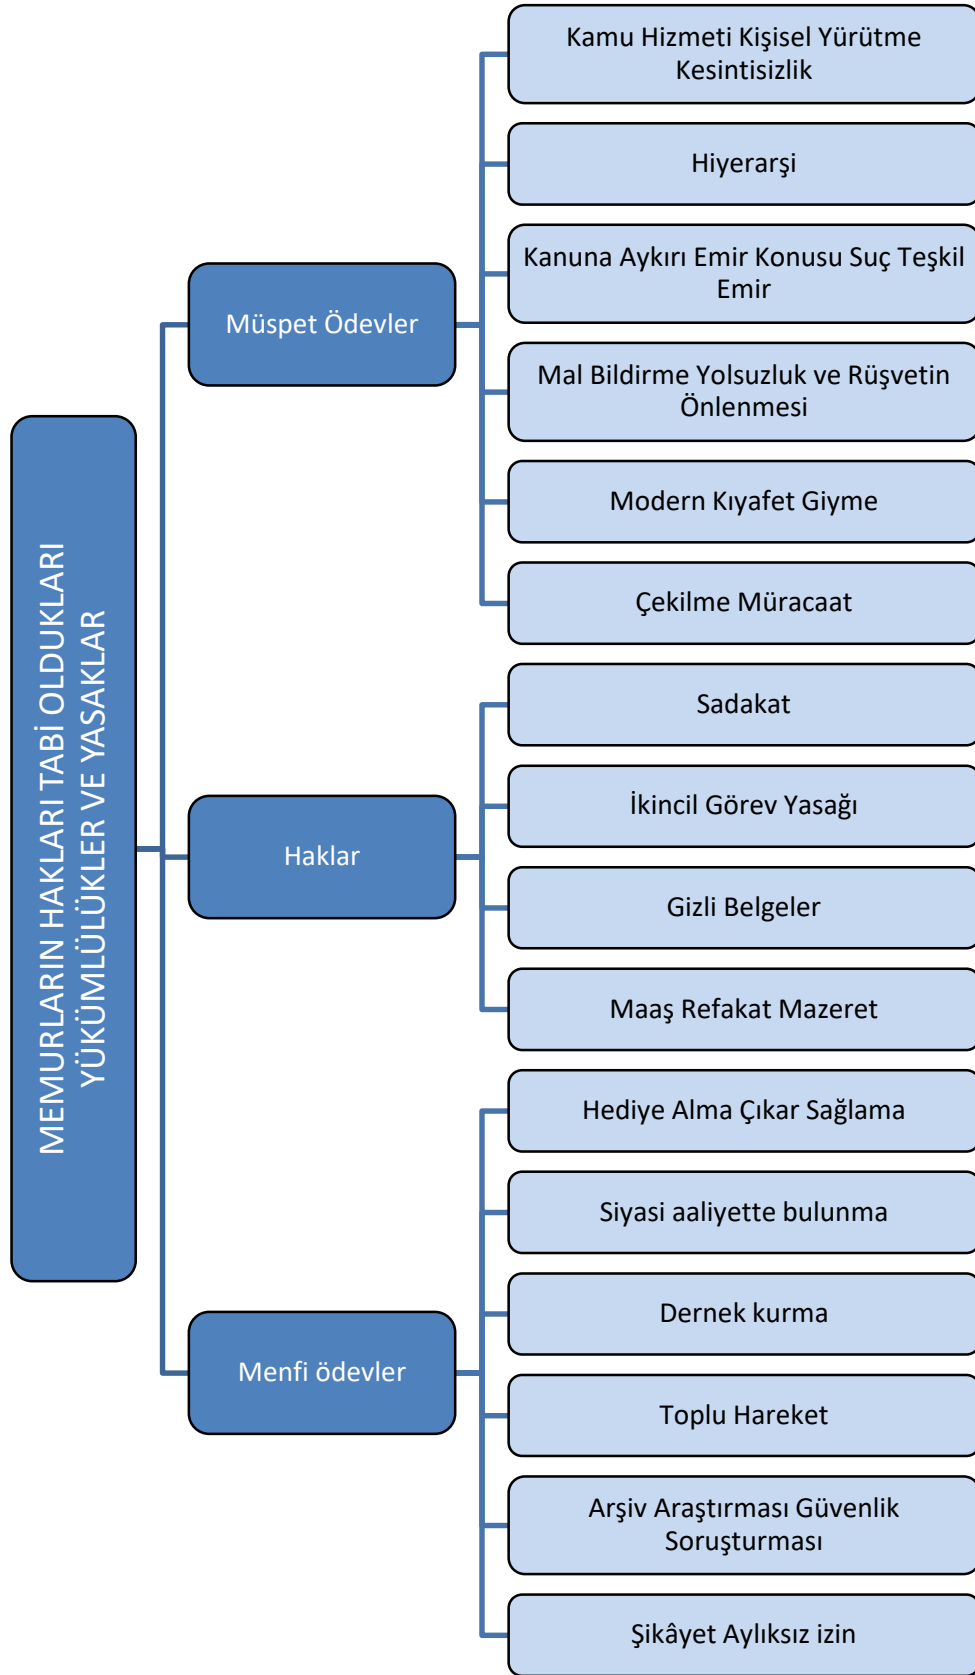 MEMURLARIN HAKLARI TABİ OLDUKLARI
YÜKÜMLÜLÜKLER VE YASAKLAR
Müspet Ödevler
Kamu Hizmeti Kişisel Yürütme
Kesintisizlik
Hiyerarşi
Kanuna Aykırı Emir Konusu Suç Teşkil
Emir
Mal Bildirme Yolsuzluk ve Rüşvetin
Önlenmesi
Modern Kıyafet Giyme
Çekilme Müracaat
Haklar
Sadakat
İkincil Görev Yasağı
Gizli Belgeler
Maaş Refakat Mazeret
Menfi ödevler
Hediye Alma Çıkar Sağlama
Siyasi aaliyette bulunma
Dernek kurma
Toplu Hareket
Arşiv Araştırması Güvenlik
Soruşturması
Şikâyet Aylıksız izin